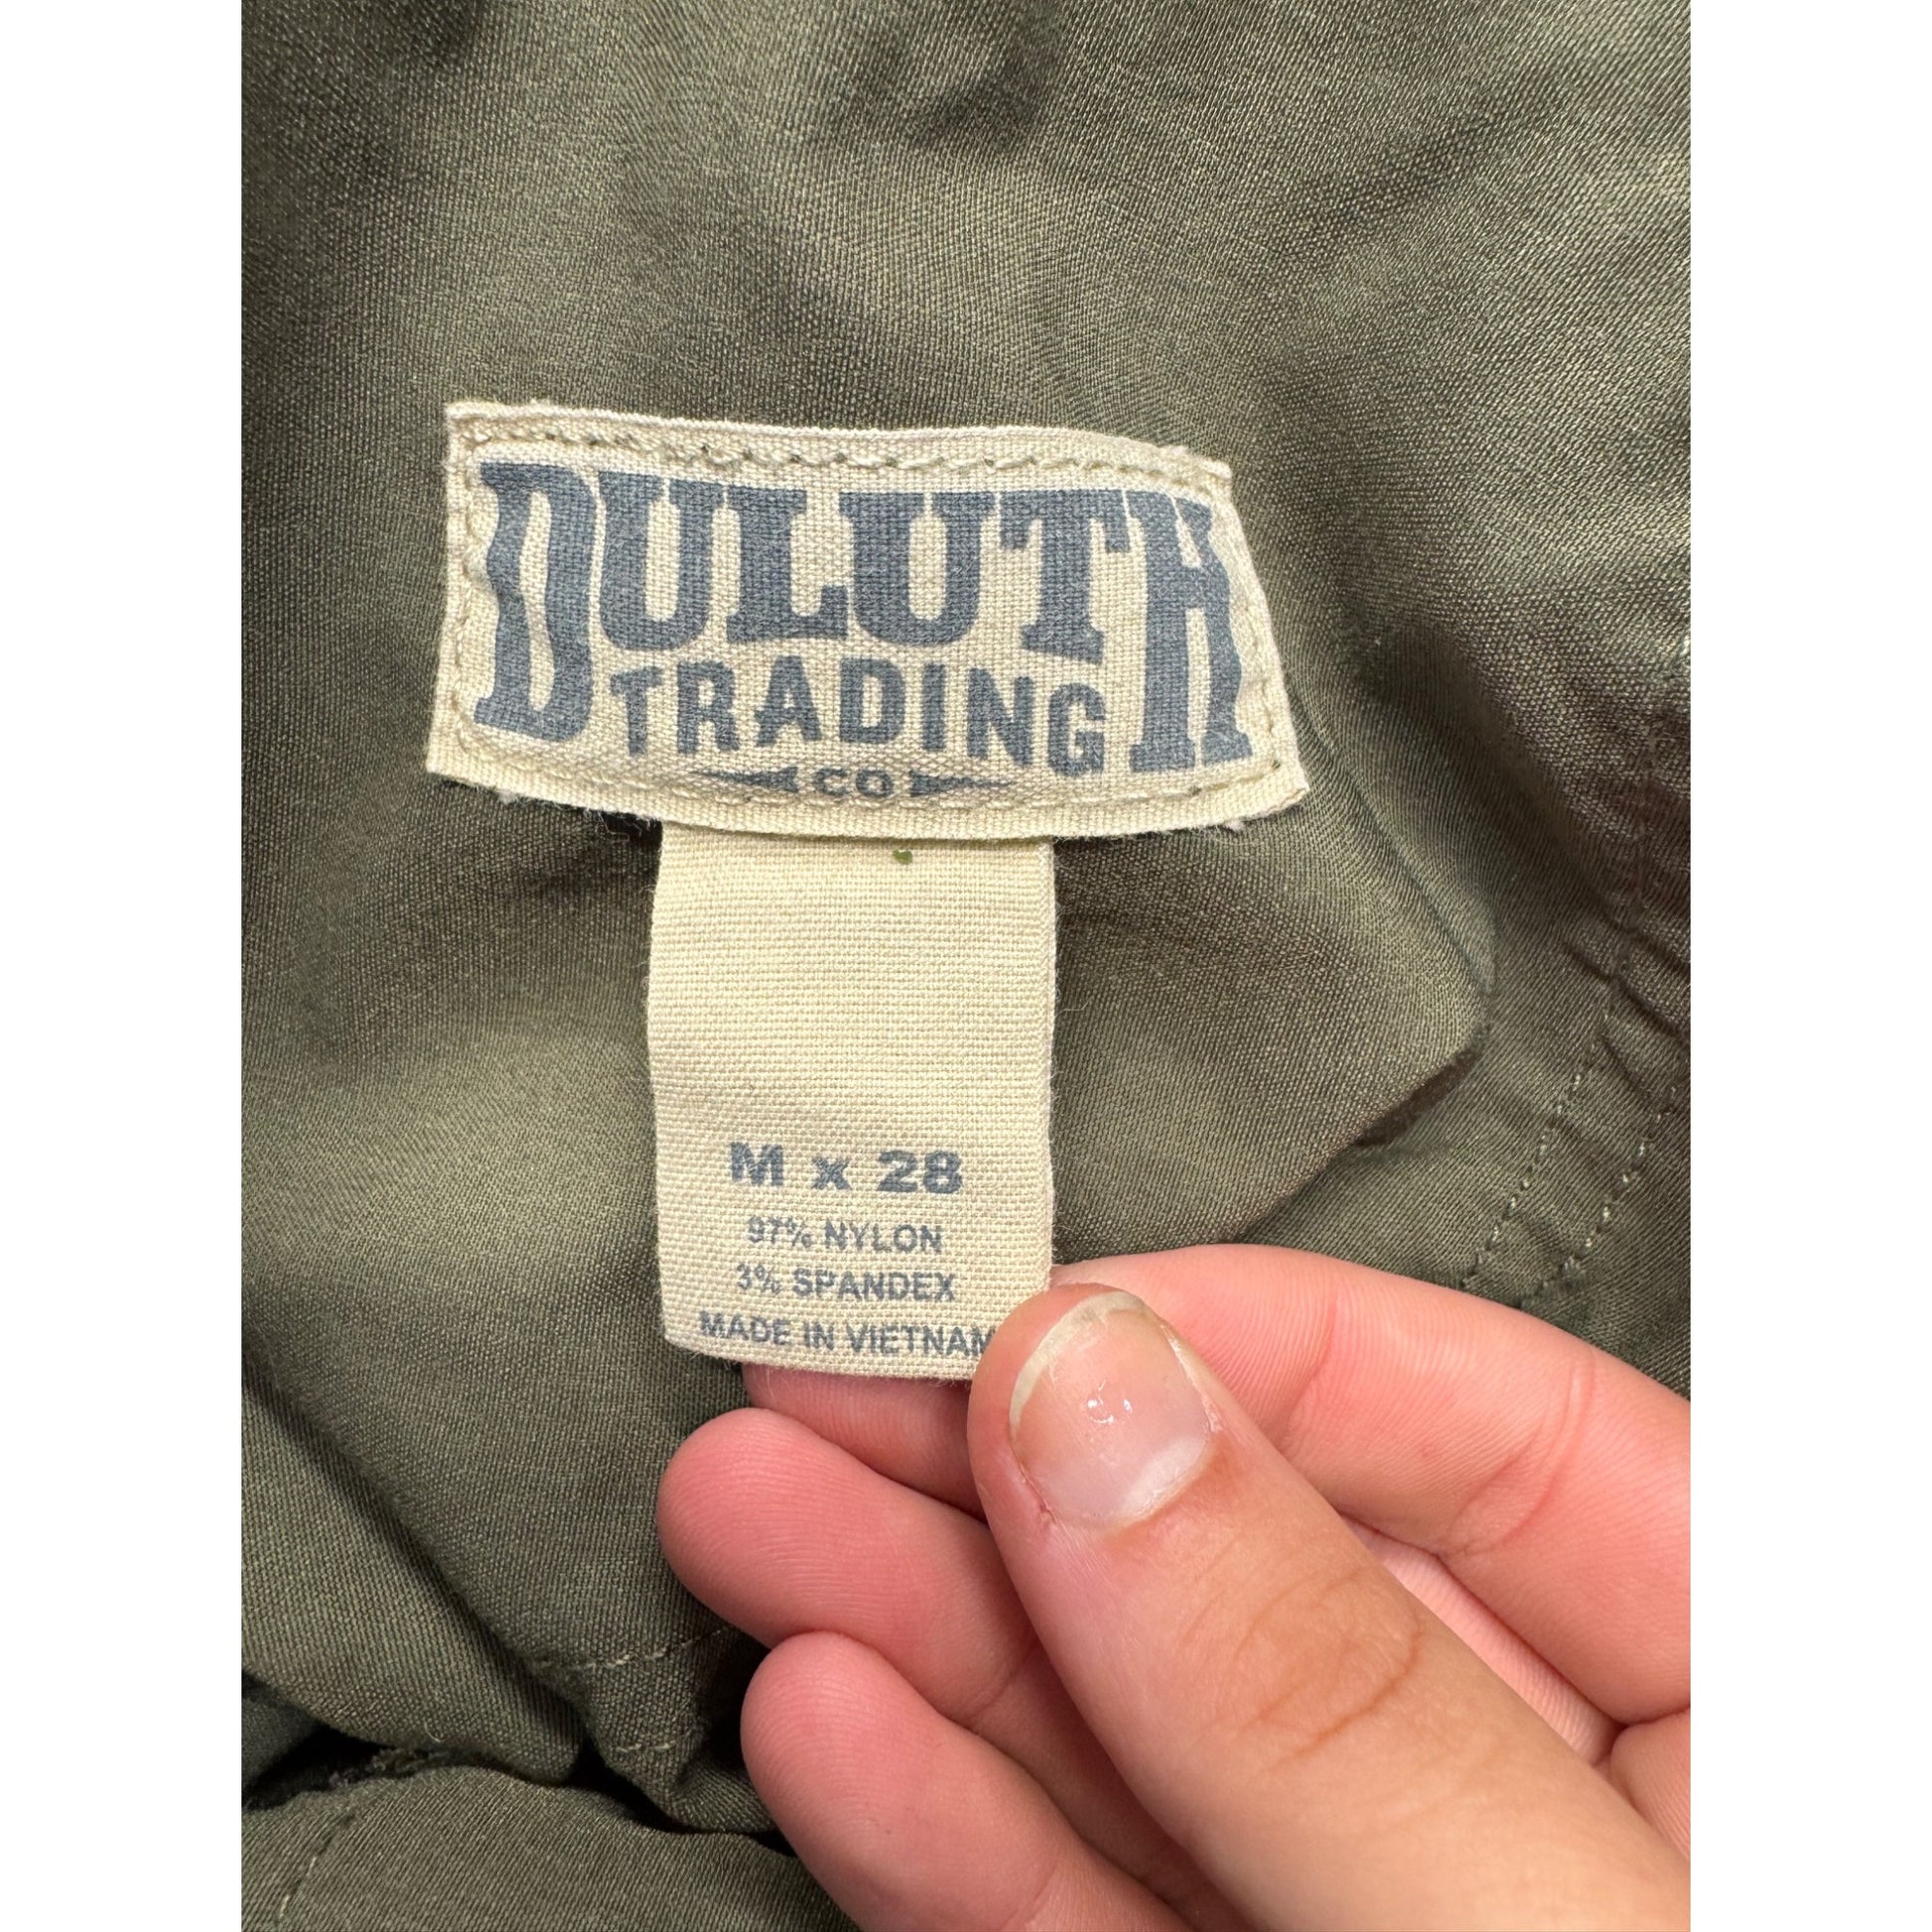 DULUTH
TRADING
CO
M x 28
97% NYLON
3% SPANDEX
MADE IN VIETNAM